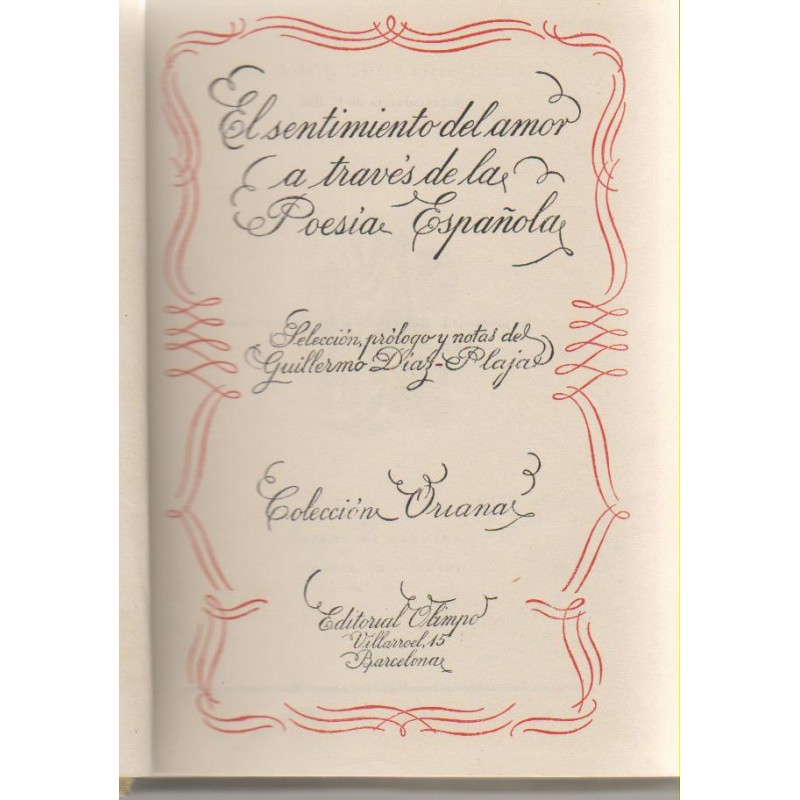 El sentimiento del amor
a través de la
Poesía Española
Selección, prólogo y notas de
Guillermo Díaz-Plaja
Colección Oriana
Editorial Olimpo
Villarroel, 15
Barcelona